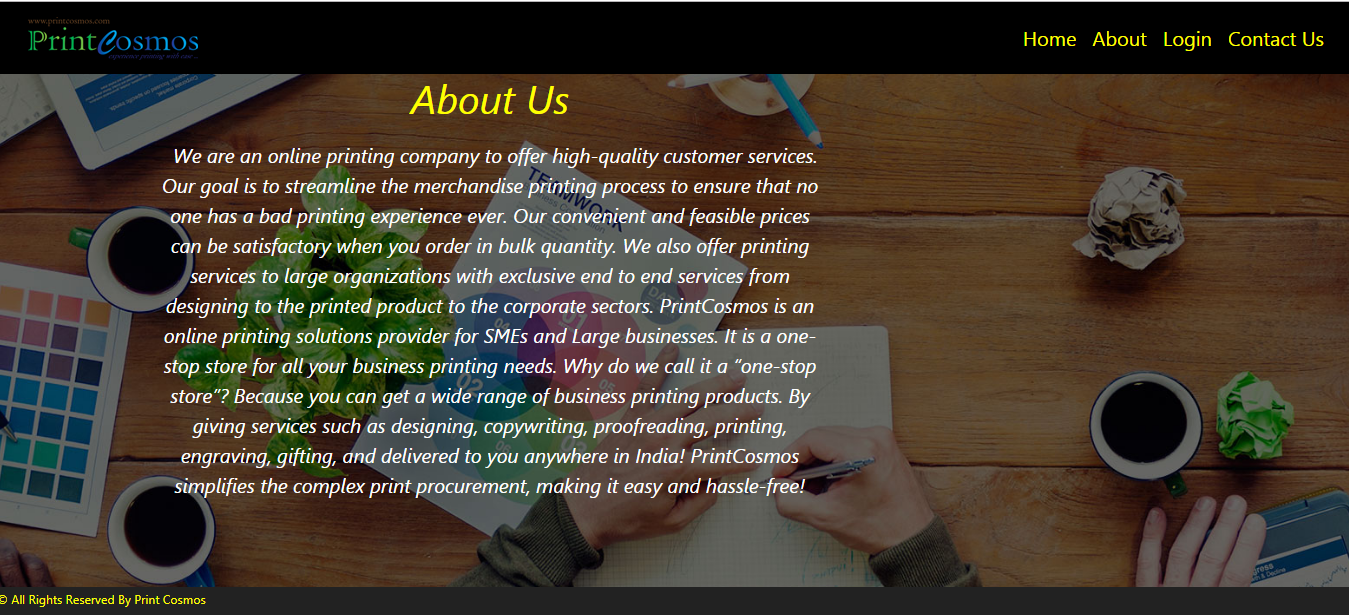 www.printcosmos.com
PrintCosmos
experience printing with ease...
Home About Login Contact Us
About Us
We are an online printing company to offer high-quality customer services.
Our goal is to streamline the merchandise printing process to ensure that no
one has a bad printing experience ever. Our convenient and feasible prices
can be satisfactory when you order in bulk quantity. We also offer printing
services to large organizations with exclusive end to end services from
designing to the printed product to the corporate sectors. PrintCosmos is an
online printing solutions provider for SMEs and Large businesses. It is a one-
stop store for all your business printing needs. Why do we call it a “one-stop
store”? Because you can get a wide range of business printing products. By
giving services such as designing, copywriting, proofreading, printing,
engraving, gifting, and delivered to you anywhere in India! PrintCosmos
simplifies the complex print procurement, making it easy and hassle-free!
TEAMWORK
01
02
03
04
05
06
© All Rights Reserved By Print Cosmos